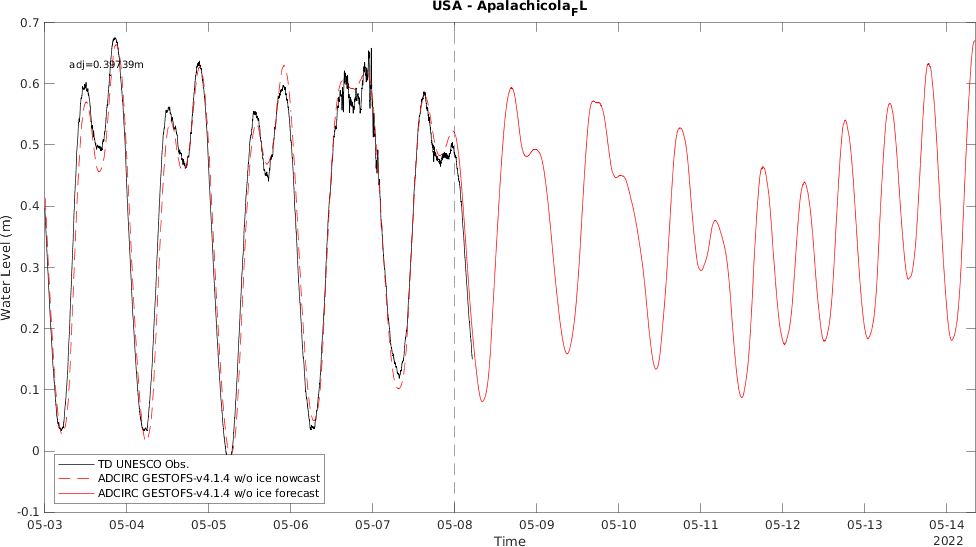 USA - Apalachicola_FL
0.7
adj=0.39739m
0.6
0.5
0.4
0.3
0.2
0.1
0
-0.1
Water Level (m)
TD UNESCO Obs.
ADCIRC GESTOFS-v4.1.4 w/o ice nowcast
ADCIRC GESTOFS-v4.1.4 w/o ice forecast
05-03 05-04 05-05 05-06 05-07 05-08 05-09 05-10 05-11 05-12 05-13 05-14
Time 2022